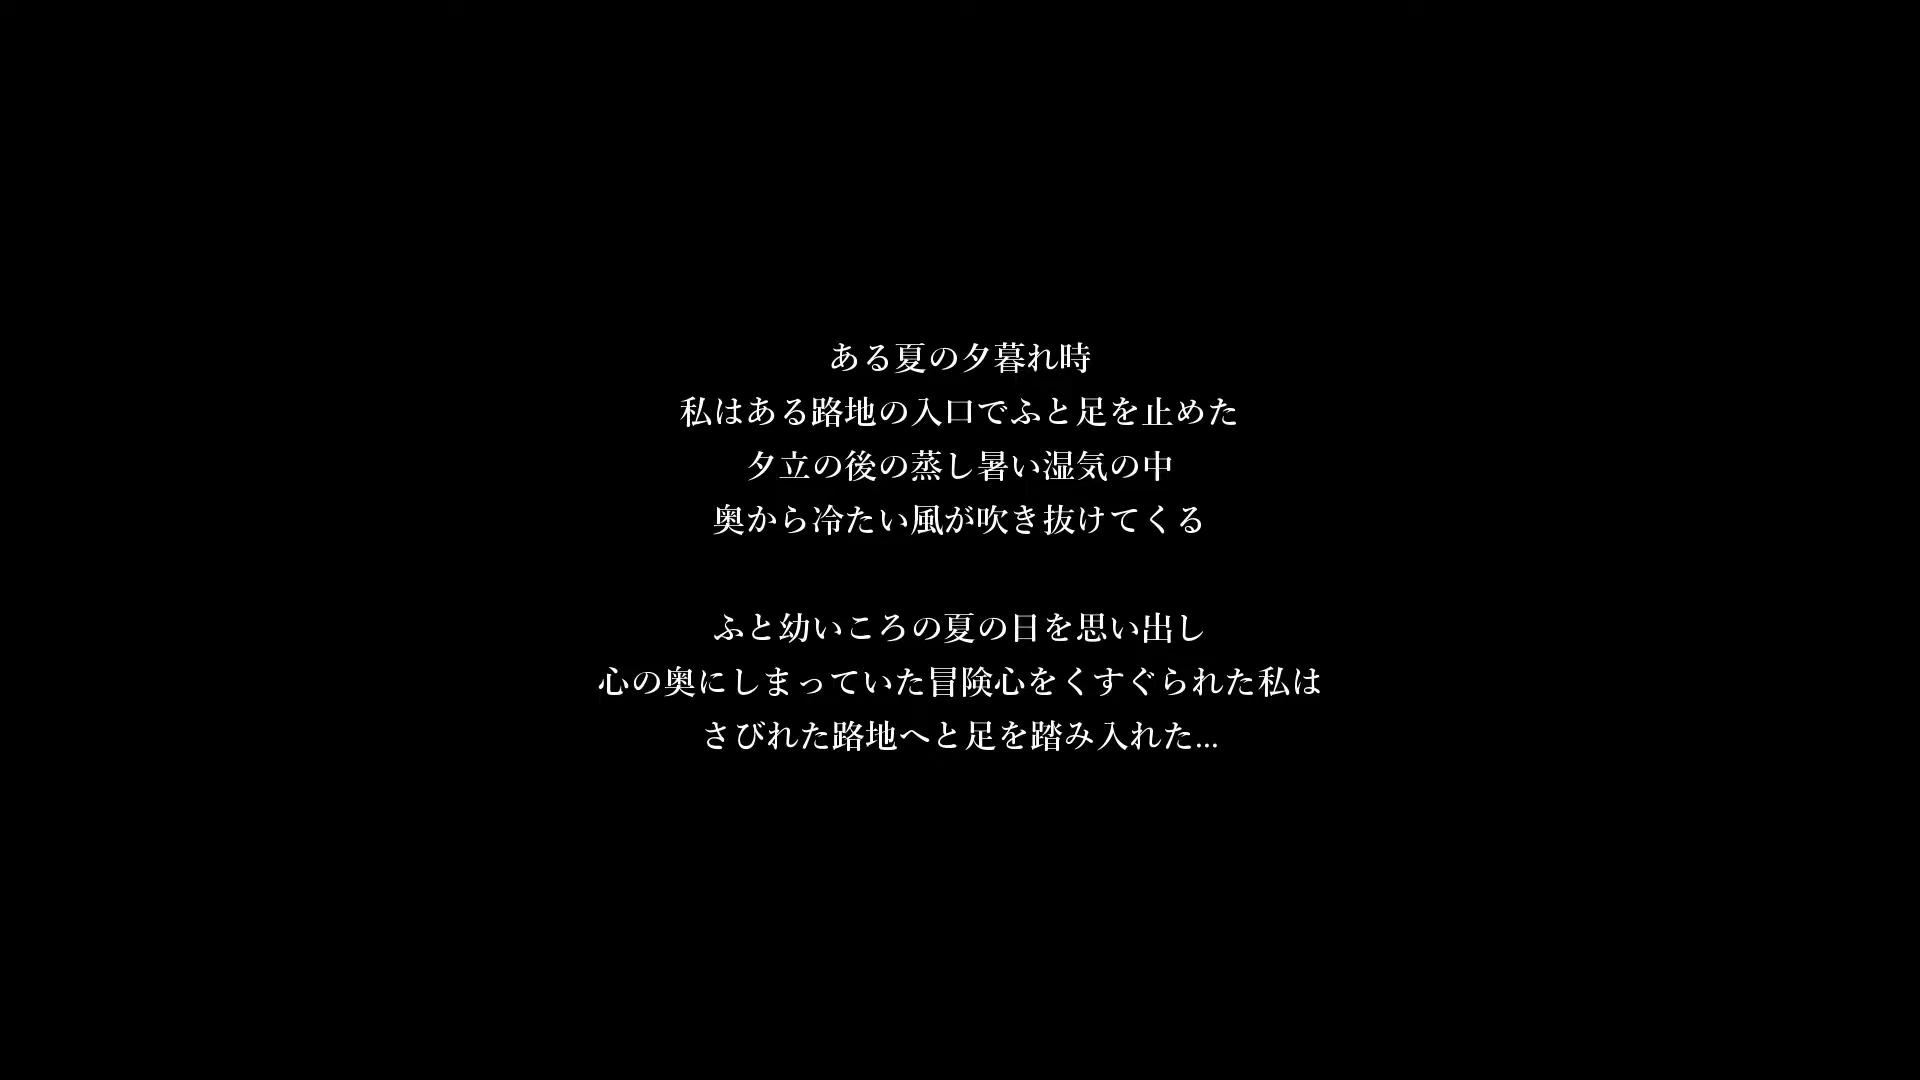 ある夏の夕暮れ時
私はある路地の入口でふと足を止めた
夕立の後の蒸し暑い湿気の中
奥から冷たい風が吹き抜けてくる
ふと幼いころの夏の日を思い出し
心の奥にしまっていた冒険心をくすぐられた私は
さびれた路地へと足を踏み入れた...